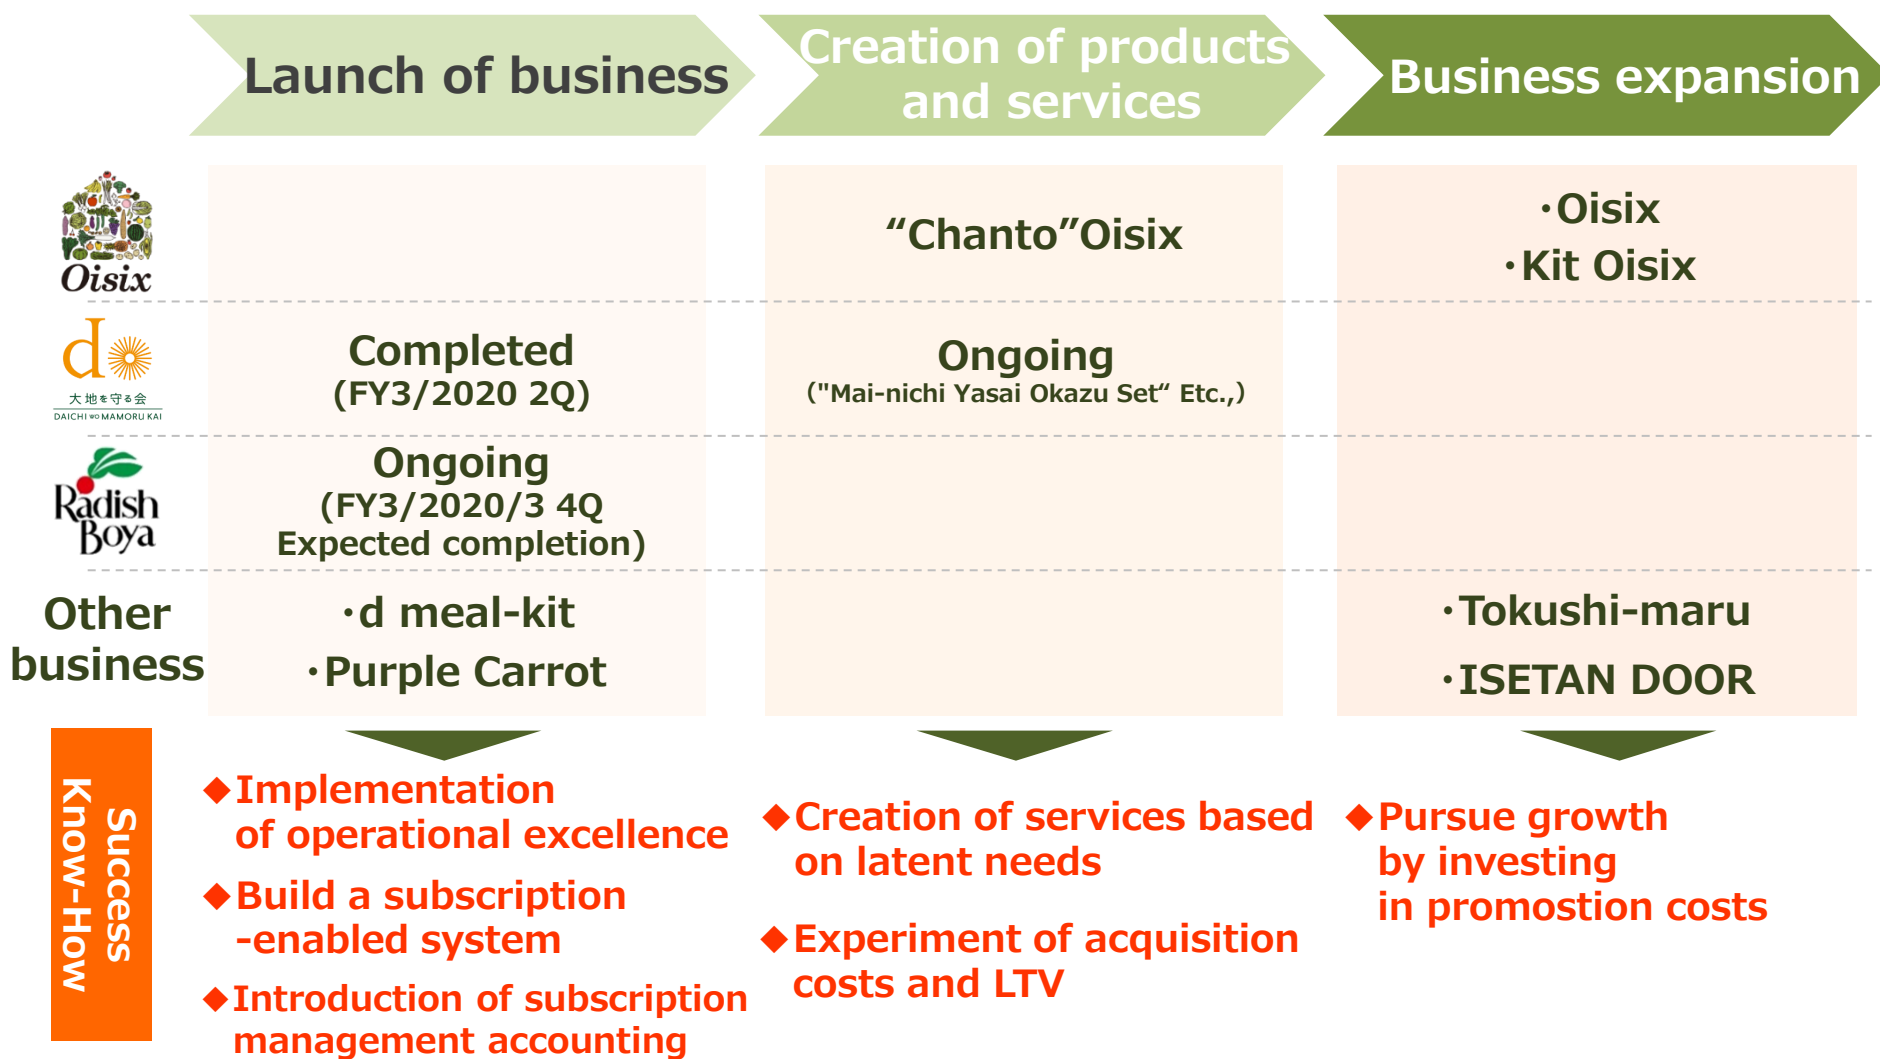 Launch of business
Creation of products
and services
Business expansion
Oisix
“Chanto”Oisix
・Oisix
・Kit Oisix
do
大地を守る会
DAICHI WO MAMORU KAI
Completed
(FY3/2020 2Q)
Ongoing
("Mai-nichi Yasai Okazu Set“ Etc.,)
Radish
Boya
Ongoing
(FY3/2020/3 4Q
Expected completion)
Other
business
・d meal-kit
・Purple Carrot
・Tokushi-maru
・ISETAN DOOR
Success
Know-How
◆Implementation
of operational excellence
◆Build a subscription
-enabled system
◆Introduction of subscription
management accounting
◆Creation of services based
on latent needs
◆Experiment of acquisition
costs and LTV
◆Pursue growth
by investing
in promostion costs